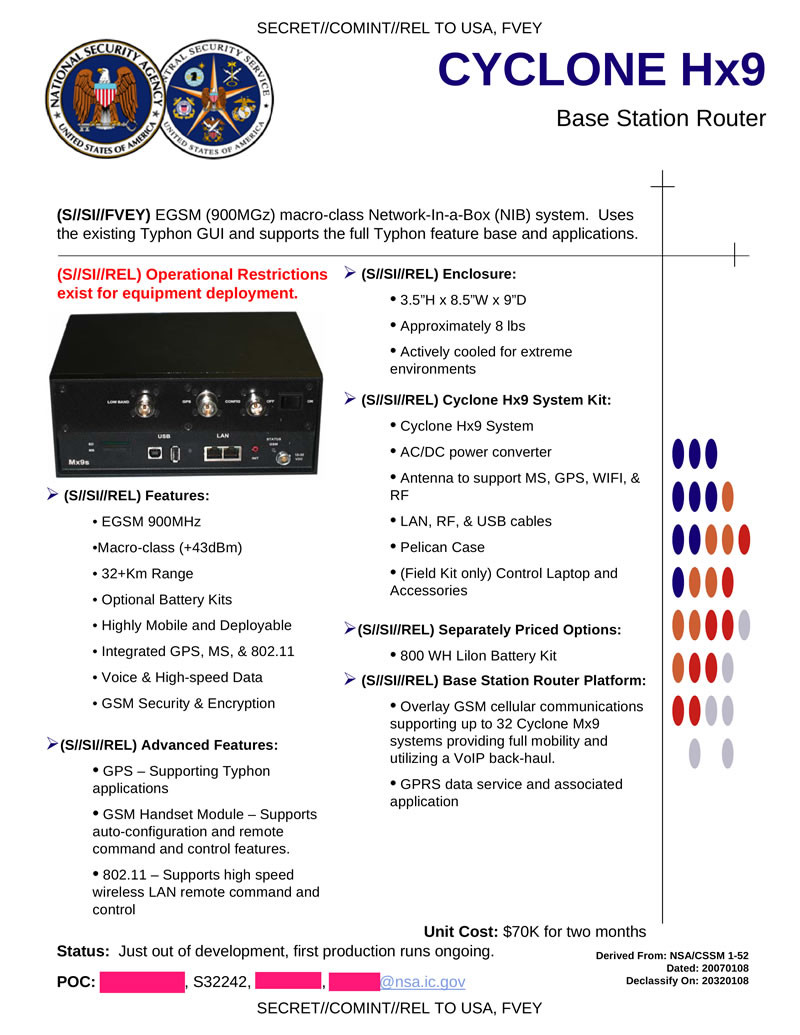 SECRET//COMINT//REL TO USA, FVEY
NATIONAL SECURITY AGENCY
UNITED STATES OF AMERICA
TRAL SECURITY SERVICE
UNITED STATES OF AMERICA
CYCLONE Hx9
Base Station Router
(S//SI//FVEY) EGSM (900MGz) macro-class Network-In-a-Box (NIB) system. Uses
the existing Typhon GUI and supports the full Typhon feature base and applications.
(S//SI//REL) Operational Restrictions
exist for equipment deployment.
LOW BAND
GPS
CONFIG
OFF
ON
USB
LAN
STATUS
GSM
Mx9s
➢ (S//SI//REL) Features:
• EGSM 900MHz
•Macro-class (+43dBm)
• 32+Km Range
• Optional Battery Kits
• Highly Mobile and Deployable
• Integrated GPS, MS, & 802.11
• Voice & High-speed Data
• GSM Security & Encryption
➢(S//SI//REL) Advanced Features:
• GPS – Supporting Typhon
applications
• GSM Handset Module – Supports
auto-configuration and remote
command and control features.
• 802.11 – Supports high speed
wireless LAN remote command and
control
➢ (S//SI//REL) Enclosure:
• 3.5”H x 8.5”W x 9”D
• Approximately 8 lbs
• Actively cooled for extreme
environments
➢ (S//SI//REL) Cyclone Hx9 System Kit:
• Cyclone Hx9 System
• AC/DC power converter
• Antenna to support MS, GPS, WIFI, &
RF
• LAN, RF, & USB cables
• Pelican Case
• (Field Kit only) Control Laptop and
Accessories
➢(S//SI//REL) Separately Priced Options:
• 800 WH LiIon Battery Kit
➢ (S//SI//REL) Base Station Router Platform:
• Overlay GSM cellular communications
supporting up to 32 Cyclone Mx9
systems providing full mobility and
utilizing a VoIP back-haul.
• GPRS data service and associated
application
Unit Cost: $70K for two months
Status: Just out of development, first production runs ongoing.
POC: , S32242, , @nsa.ic.gov
Derived From: NSA/CSSM 1-52
Dated: 20070108
Declassify On: 20320108
SECRET//COMINT//REL TO USA, FVEY